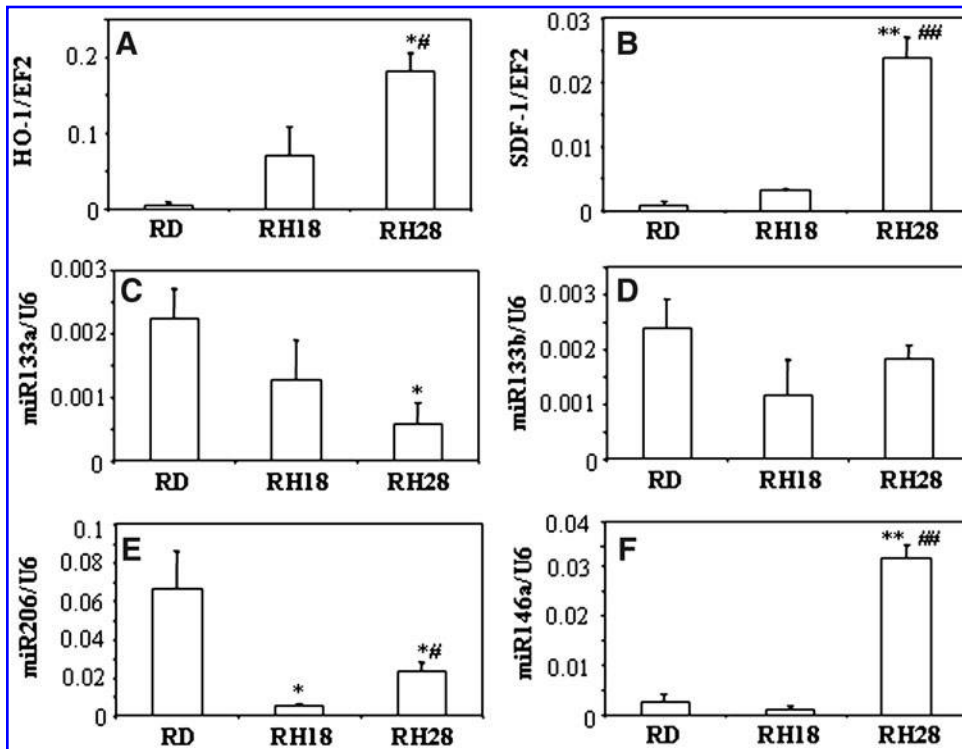 A
HO-1/EF2
0.2
0.1
0
*#
RD RH18 RH28
B
SDF-1/EF2
0.03
0.02
0.01
0
** ##
RD RH18 RH28
C
miR133a/U6
0.003
0.002
0.001
0
*
RD RH18 RH28
D
miR133b/U6
0.003
0.002
0.001
0
RD RH18 RH28
E
miR206/U6
0.1
0.08
0.06
0.04
0.02
0
*
*#
RD RH18 RH28
F
miR146a/U6
0.04
0.03
0.02
0.01
0
** ##
RD RH18 RH28